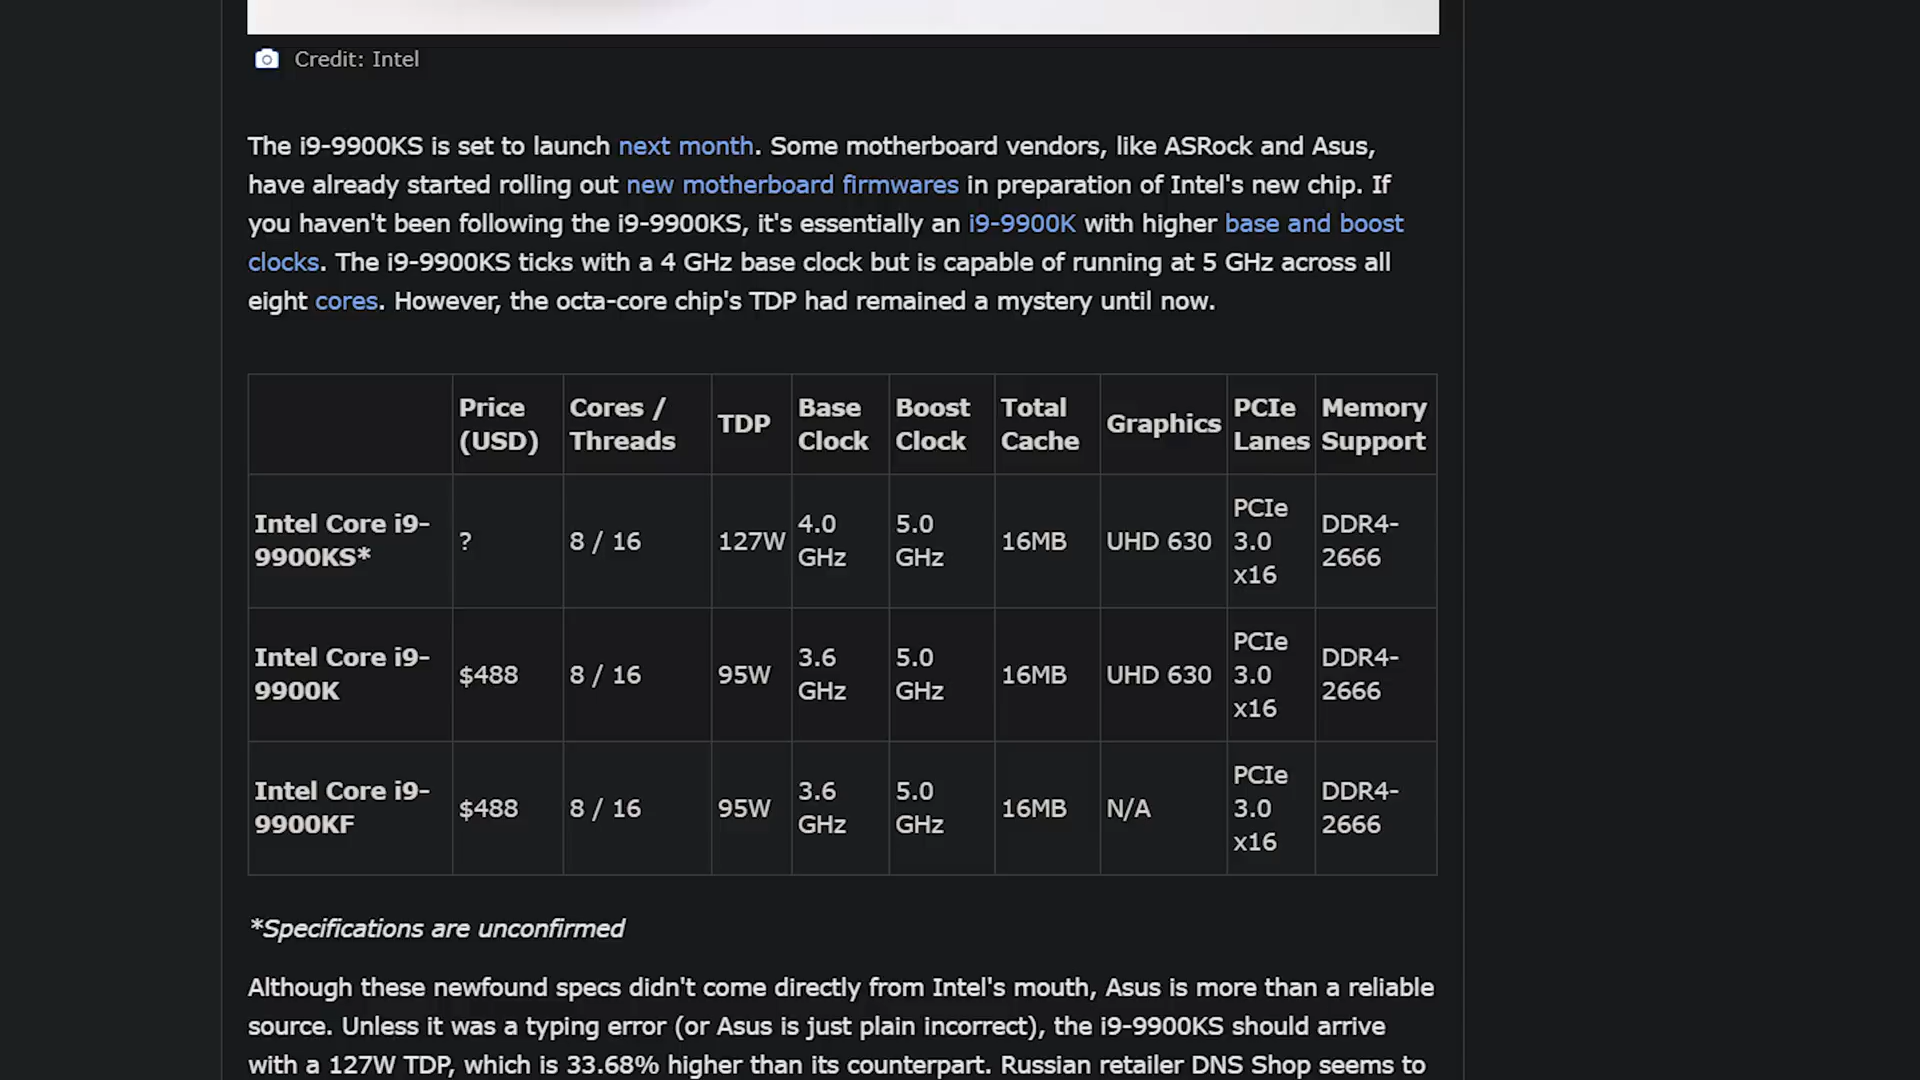 Credit: Intel
The i9-9900KS is set to launch next month. Some motherboard vendors, like ASRock and Asus,
have already started rolling out new motherboard firmwares in preparation of Intel's new chip. If
you haven't been following the i9-9900KS, it's essentially an i9-9900K with higher base and boost
clocks. The i9-9900KS ticks with a 4 GHz base clock but is capable of running at 5 GHz across all
eight cores. However, the octa-core chip's TDP had remained a mystery until now.
Price (USD) Cores / Threads TDP Base Clock Boost Clock Total Cache Graphics PCIe Lanes Memory Support
Intel Core i9-9900KS* ? 8 / 16 127W 4.0 GHz 5.0 GHz 16MB UHD 630 PCIe 3.0 x16 DDR4-2666
Intel Core i9-9900K $488 8 / 16 95W 3.6 GHz 5.0 GHz 16MB UHD 630 PCIe 3.0 x16 DDR4-2666
Intel Core i9-9900KF $488 8 / 16 95W 3.6 GHz 5.0 GHz 16MB N/A PCIe 3.0 x16 DDR4-2666
*Specifications are unconfirmed
Although these newfound specs didn't come directly from Intel's mouth, Asus is more than a reliable
source. Unless it was a typing error (or Asus is just plain incorrect), the i9-9900KS should arrive
with a 127W TDP, which is 33.68% higher than its counterpart. Russian retailer DNS Shop seems to